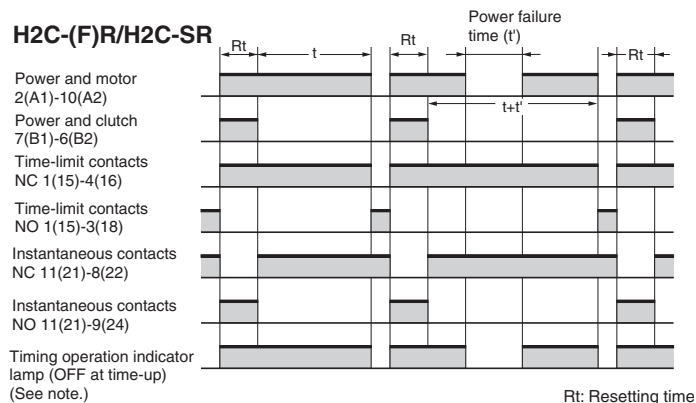 H2C-(F)R/H2C-SR
Power failure
time (t')
Rt
t
Rt
Rt
Power and motor
2(A1)-10(A2)
t+t'
Power and clutch
7(B1)-6(B2)
Time-limit contacts
NC 1(15)-4(16)
Time-limit contacts
NO 1(15)-3(18)
Instantaneous contacts
NC 11(21)-8(22)
Instantaneous contacts
NO 11(21)-9(24)
Timing operation indicator
lamp (OFF at time-up)
(See note.)
Rt: Resetting time